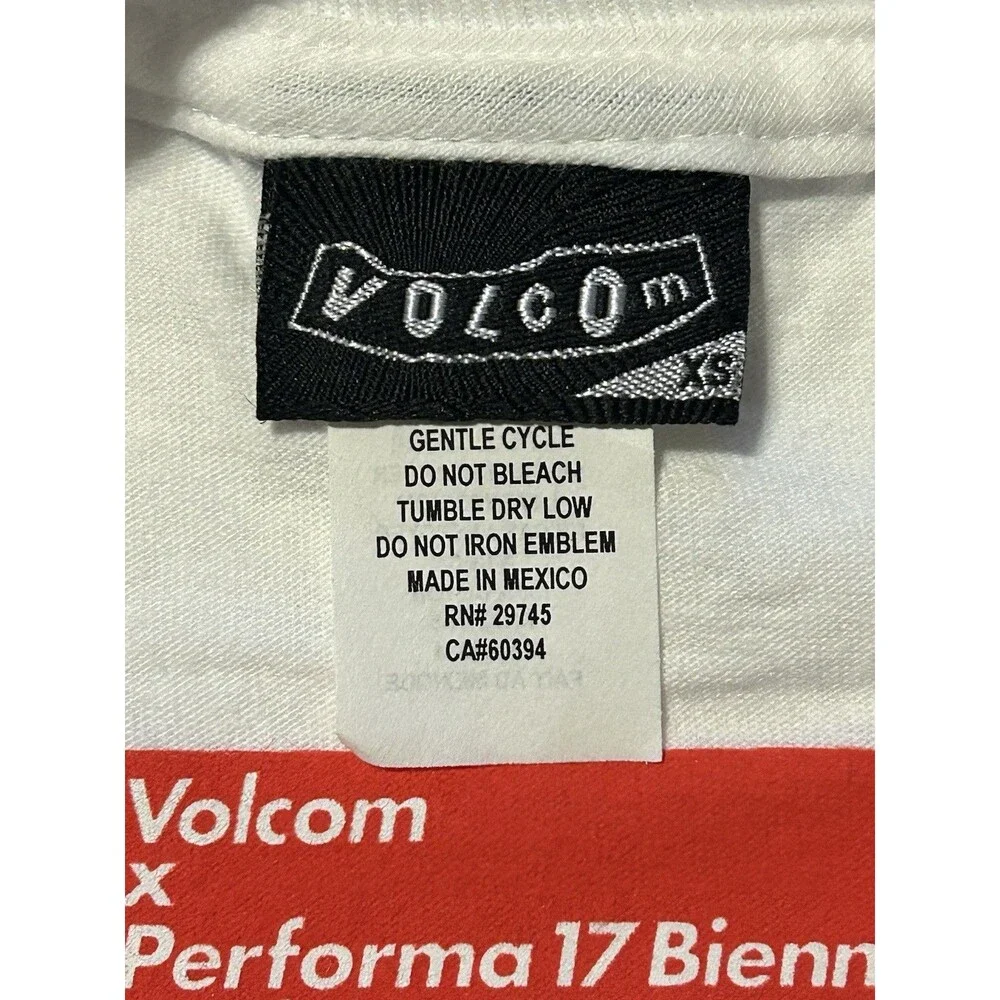 VOLCOm
XS
GENTLE CYCLE
DO NOT BLEACH
TUMBLE DRY LOW
DO NOT IRON EMBLEM
MADE IN MEXICO
RN# 29745
CA#60394
Volcom
x
Performa 17 Bienn